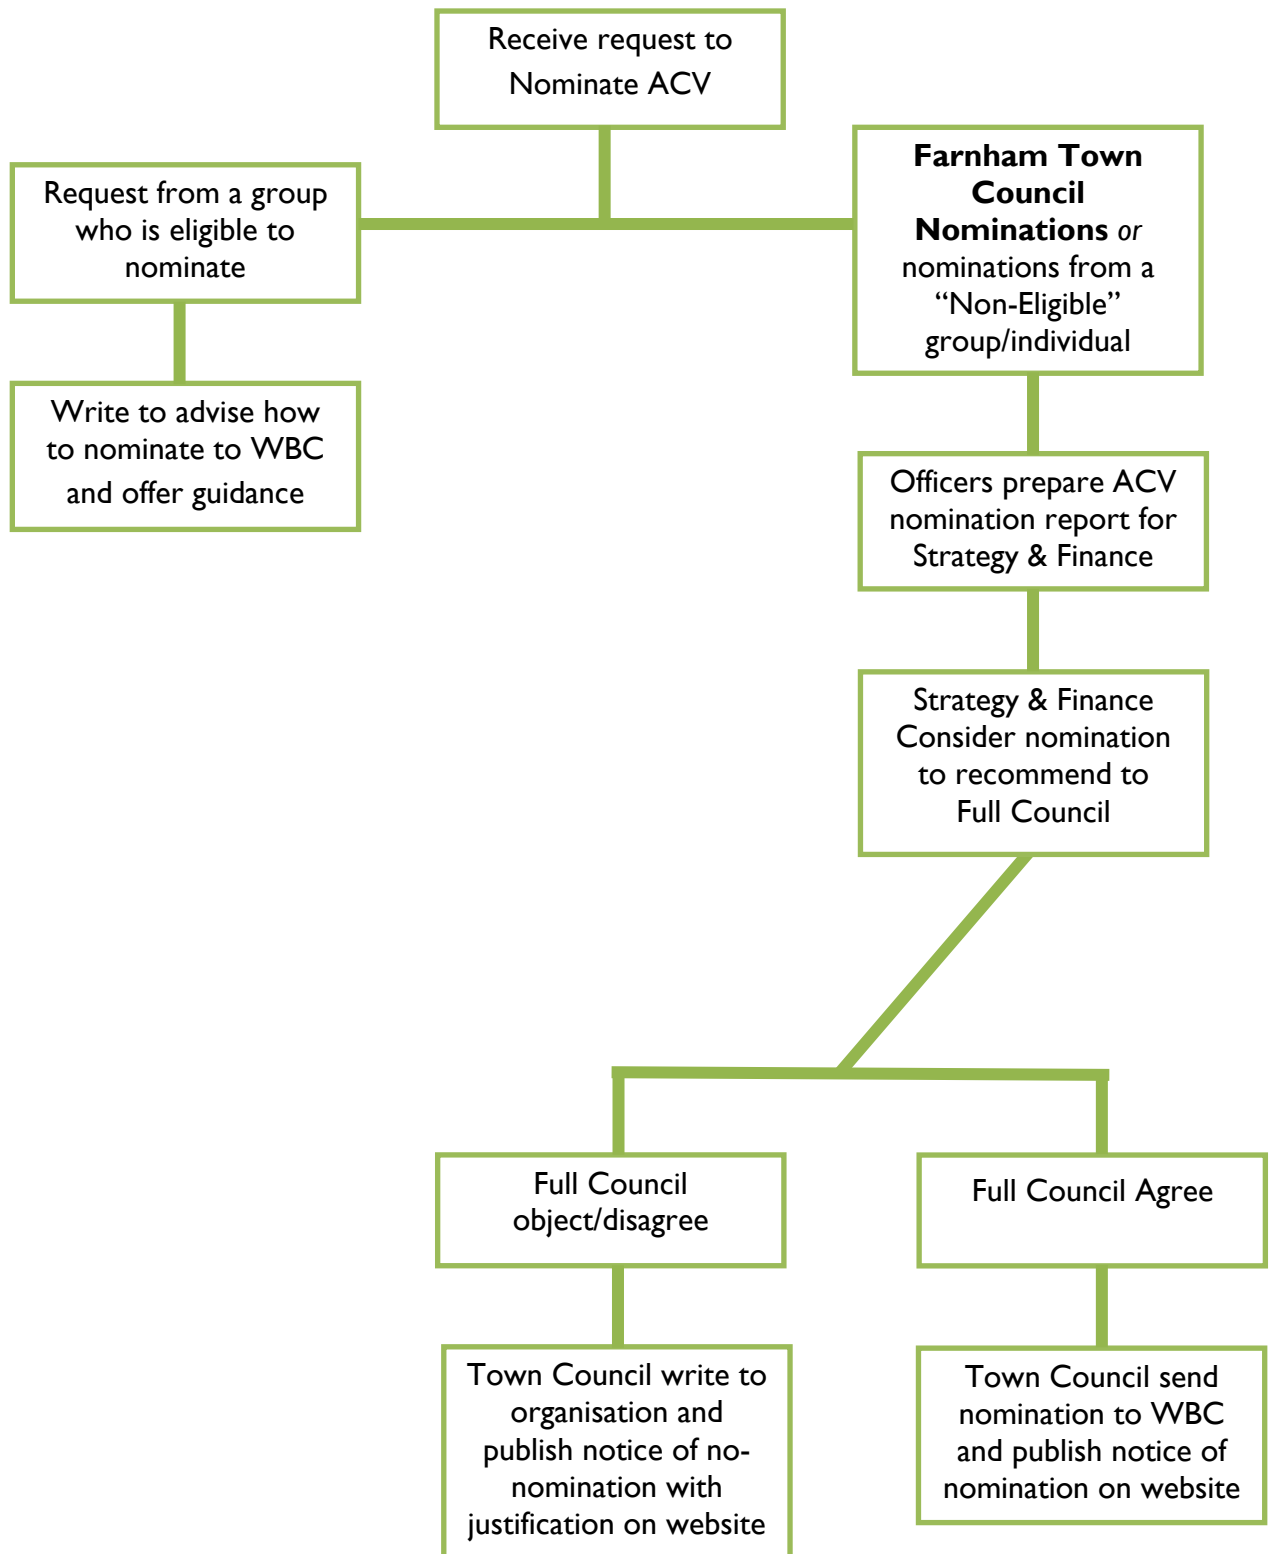 Receive request to
Nominate ACV
Request from a group
who is eligible to
nominate
Farnham Town
Council
Nominations or
nominations from a
“Non-Eligible”
group/individual
Write to advise how
to nominate to WBC
and offer guidance
Officers prepare ACV
nomination report for
Strategy & Finance
Strategy & Finance
Consider nomination
to recommend to
Full Council
Full Council
object/disagree
Full Council Agree
Town Council write to
organisation and
publish notice of no-
nomination with
justification on website
Town Council send
nomination to WBC
and publish notice of
nomination on website